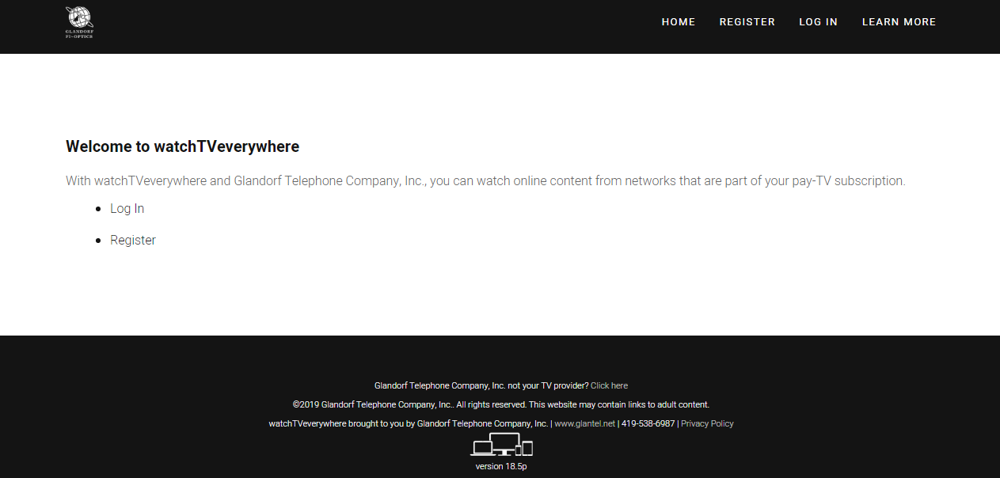 GLANDORF
FI-OPTICS
HOME REGISTER LOG IN LEARN MORE
Welcome to watchTVeverywhere
With watchTVeverywhere and Glandorf Telephone Company, Inc., you can watch online content from networks that are part of your pay-TV subscription.
Log In
Register
Glandorf Telephone Company, Inc. not your TV provider? Click here
©2019 Glandorf Telephone Company, Inc.. All rights reserved. This website may contain links to adult content.
watchTVeverywhere brought to you by Glandorf Telephone Company, Inc. | www.glantel.net | 419-538-6987 | Privacy Policy
version 18.5p